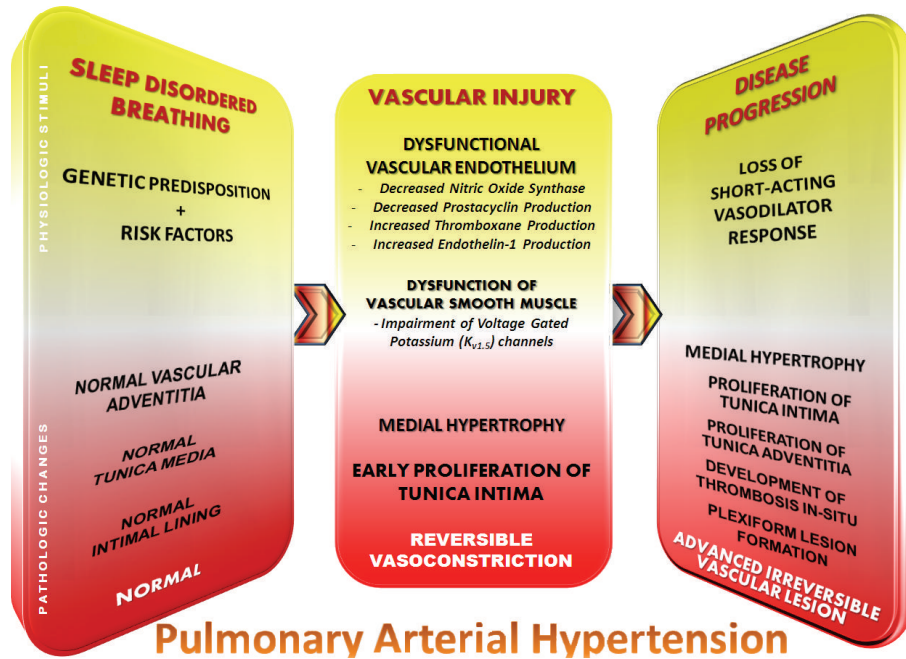 PHYSIOLOGIC STIMULI
PATHOLOGIC CHANGES
SLEEP DISORDERED
BREATHING
GENETIC PREDISPOSITION
+
RISK FACTORS
NORMAL VASCULAR
ADVENTITIA
NORMAL
TUNICA MEDIA
NORMAL
INTIMAL LINING
NORMAL
VASCULAR INJURY
DYSFUNCTIONAL
VASCULAR ENDOTHELIUM
- Decreased Nitric Oxide Synthase
- Decreased Prostacyclin Production
- Increased Thromboxane Production
- Increased Endothelin-1 Production
DYSFUNCTION OF
VASCULAR SMOOTH MUSCLE
- Impairment of Voltage Gated
Potassium (Kv1.5) channels
MEDIAL HYPERTROPHY
EARLY PROLIFERATION OF
TUNICA INTIMA
REVERSIBLE
VASOCONSTRICTION
DISEASE
PROGRESSION
LOSS OF
SHORT-ACTING
VASODILATOR
RESPONSE
MEDIAL HYPERTROPHY
PROLIFERATION OF
TUNICA INTIMA
PROLIFERATION OF
TUNICA ADVENTITIA
DEVELOPMENT OF
THROMBOSIS IN-SITU
PLEXIFORM LESION
FORMATION
ADVANCED IRREVERSIBLE
VASCULAR LESION
Pulmonary Arterial Hypertension